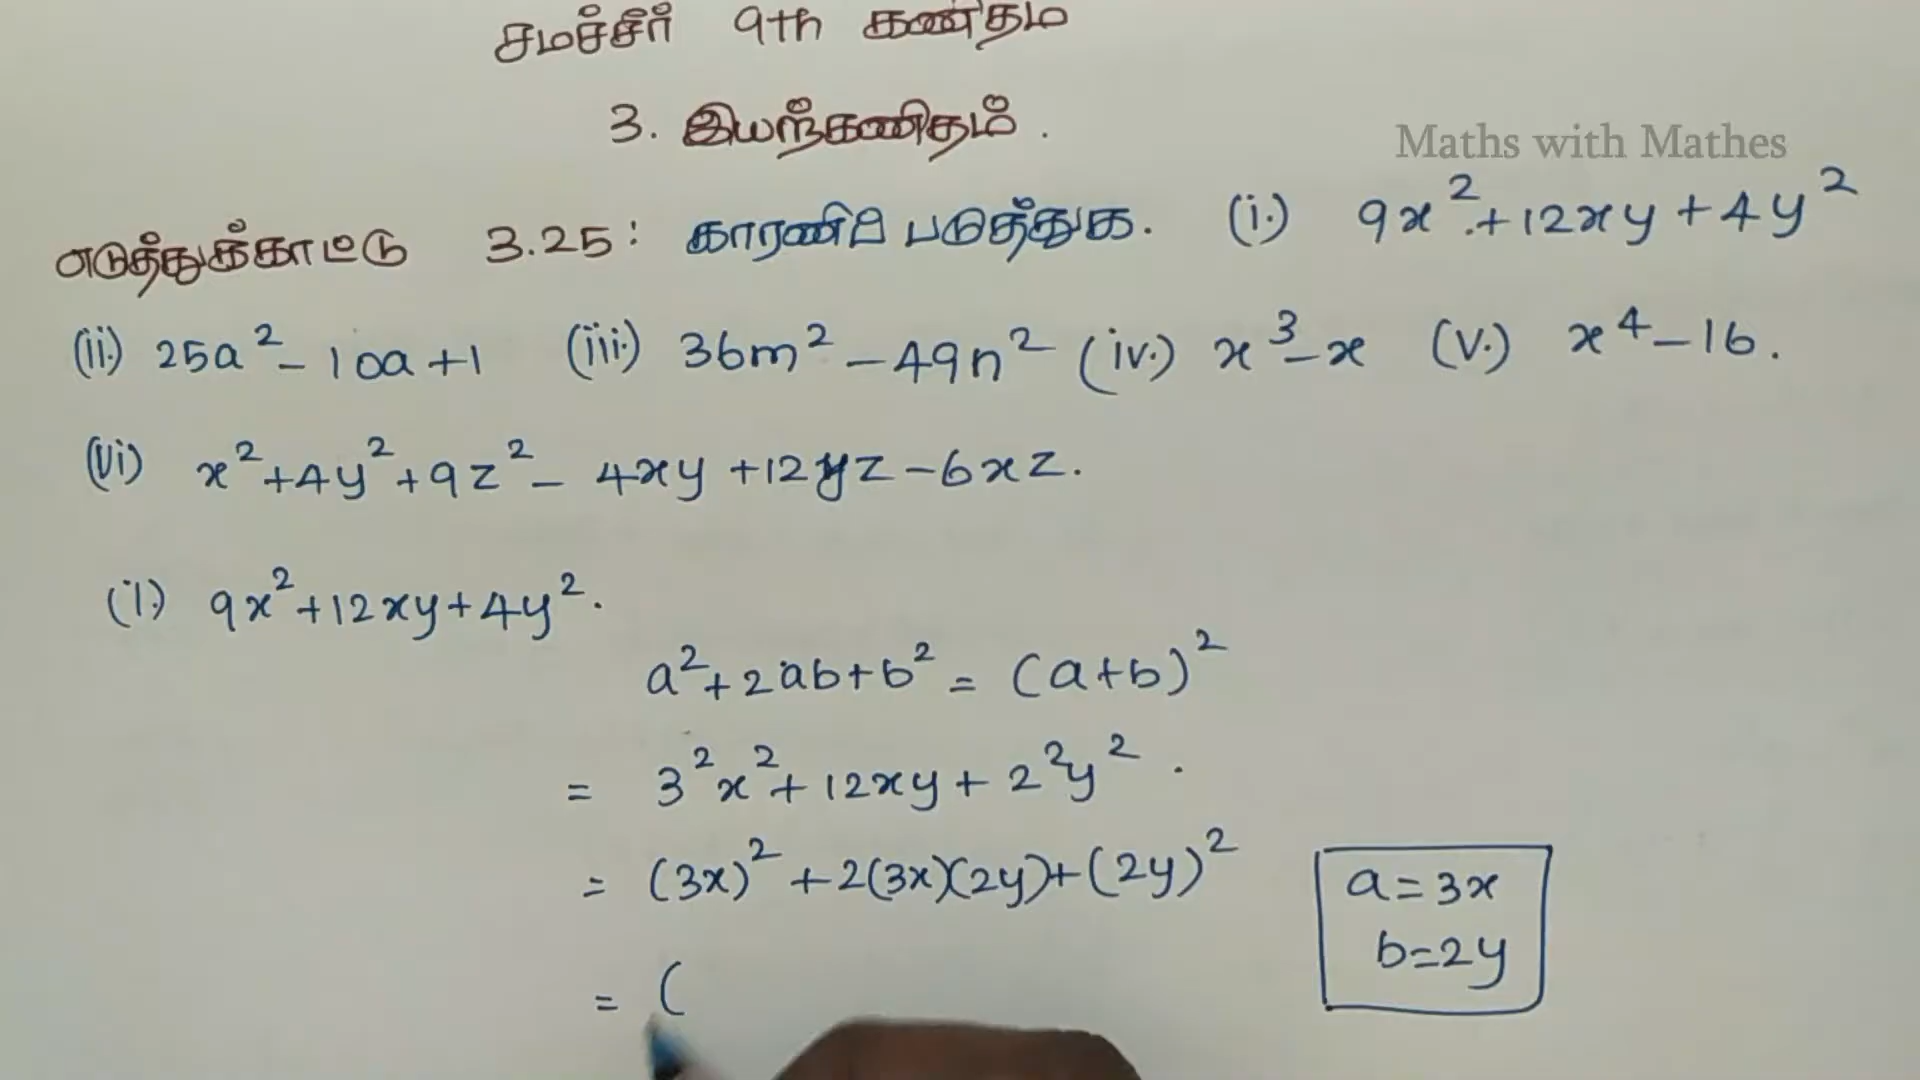 சமச்சீர் 9th கணிதம்
3. இயற்கணிதம்.
Maths with Mathes
எடுத்துக்காட்டு 3.25: காரணிப்படுத்துக. (i.) 9x²+12xy+4y²
(ii) 25a²-10a+1 (iii.) 36m²-49n² (iv.) x³-x (v.) x⁴-16.
(vi) x²+4y²+9z²-4xy+12yz-6xz.
(i.) 9x²+12xy+4y².
a²+2ab+b² = (a+b)²
= 3²x²+12xy+2²y².
= (3x)²+2(3x)(2y)+(2y)²
a=3x
b=2y
= (